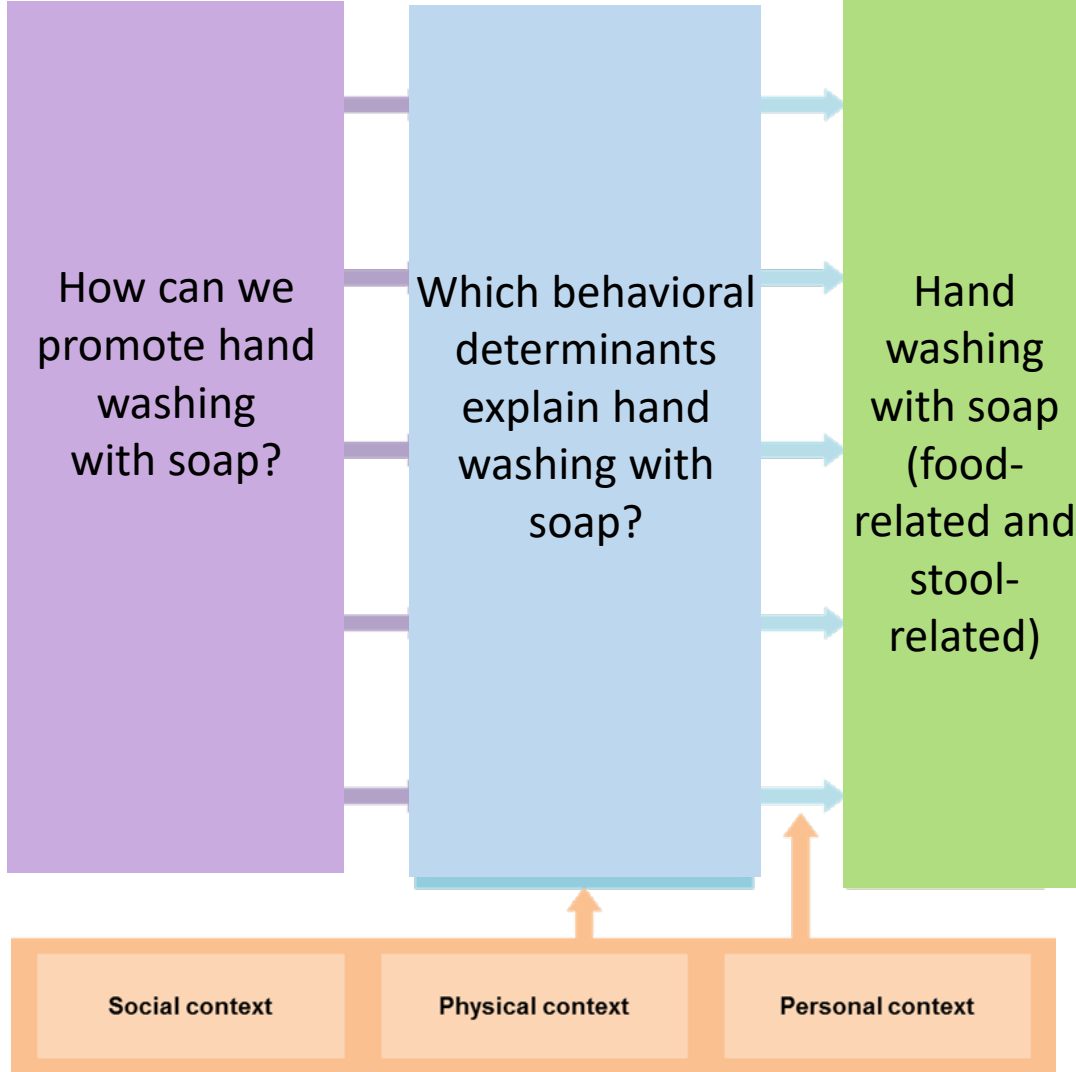 How can we
promote hand
washing
with soap?
Which behavioral
determinants
explain hand
washing with
soap?
Hand
washing
with soap
(food-
related and
stool-
related)
Social context
Physical context
Personal context